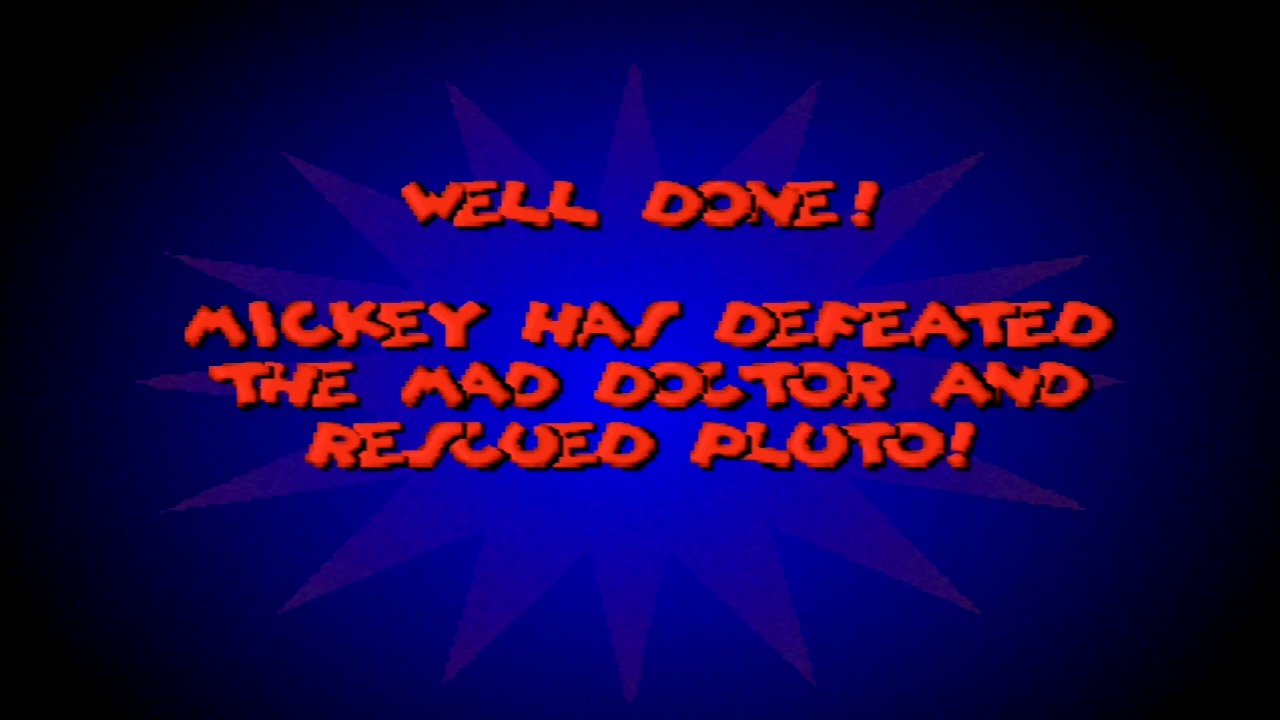 WELL DONE!
MICKEY HAS DEFEATED
THE MAD DOCTOR AND
RESCUED PLUTO!